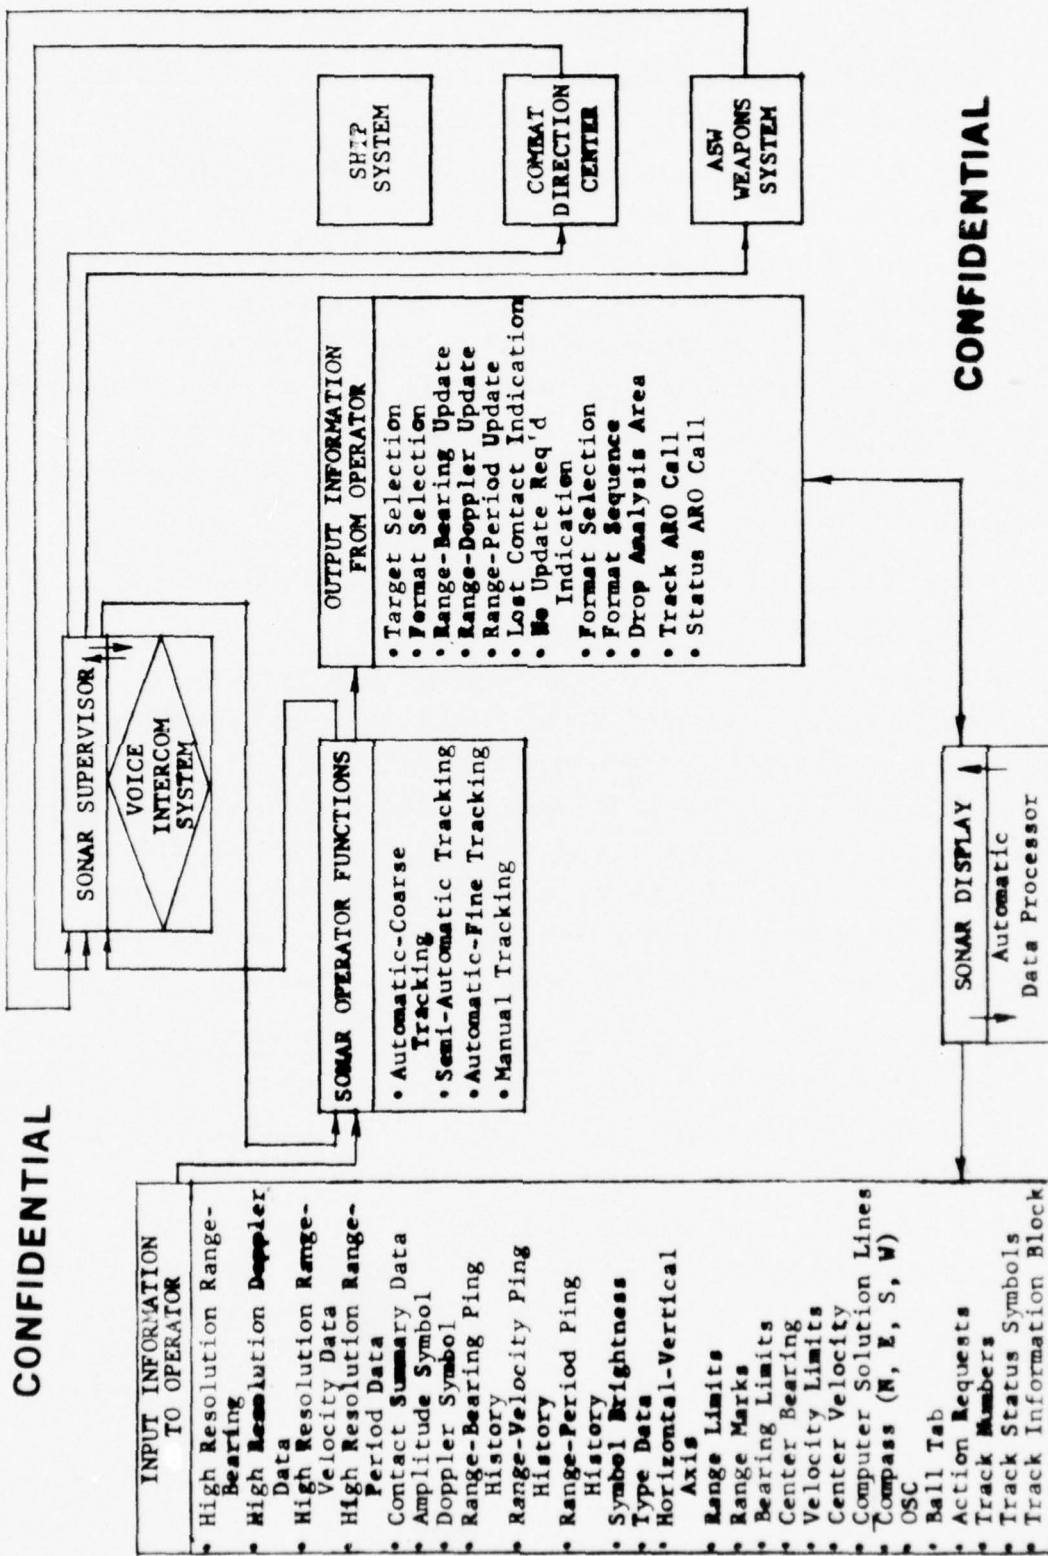 CONFIDENTIAL
INPUT INFORMATION
TO OPERATOR
• High Resolution Range-
Bearing
• High Resolution Doppler
Data
• High Resolution Range-
Velocity Data
• High Resolution Range-
Period Data
• Contact Summary Data
• Amplitude Symbol
• Doppler Symbol
• Range-Bearing Ping
History
• Range-Velocity Ping
History
• Range-Period Ping
History
• Symbol Brightness
• Type Data
• Horizontal-Vertical
Axis
• Range Limits
• Range Marks
• Bearing Limits
• Center Bearing
• Velocity Limits
• Center Velocity
• Computer Solution Lines
• Compass (N, E, S, W)
• OSC
• Ball Tab
• Action Requests
• Track Numbers
• Track Status Symbols
• Track Information Block
SONAR SUPERVISOR
VOICE
INTERCOM
SYSTEM
SONAR OPERATOR FUNCTIONS
• Automatic-Coarse
Tracking
• Semi-Automatic Tracking
• Automatic-Fine Tracking
• Manual Tracking
SONAR DISPLAY
Automatic
Data Processor
OUTPUT INFORMATION
FROM OPERATOR
• Target Selection
• Format Selection
• Range-Bearing Update
• Range-Doppler Update
• Range-Period Update
• Lost Contact Indication
• No Update Req'd
Indication
• Format Selection
• Format Sequence
• Drop Analysis Area
• Track ARO Call
• Status ARO Call
SHIP
SYSTEM
COMBAT
DIRECTION
CENTER
ASW
WEAPONS
SYSTEM
CONFIDENTIAL